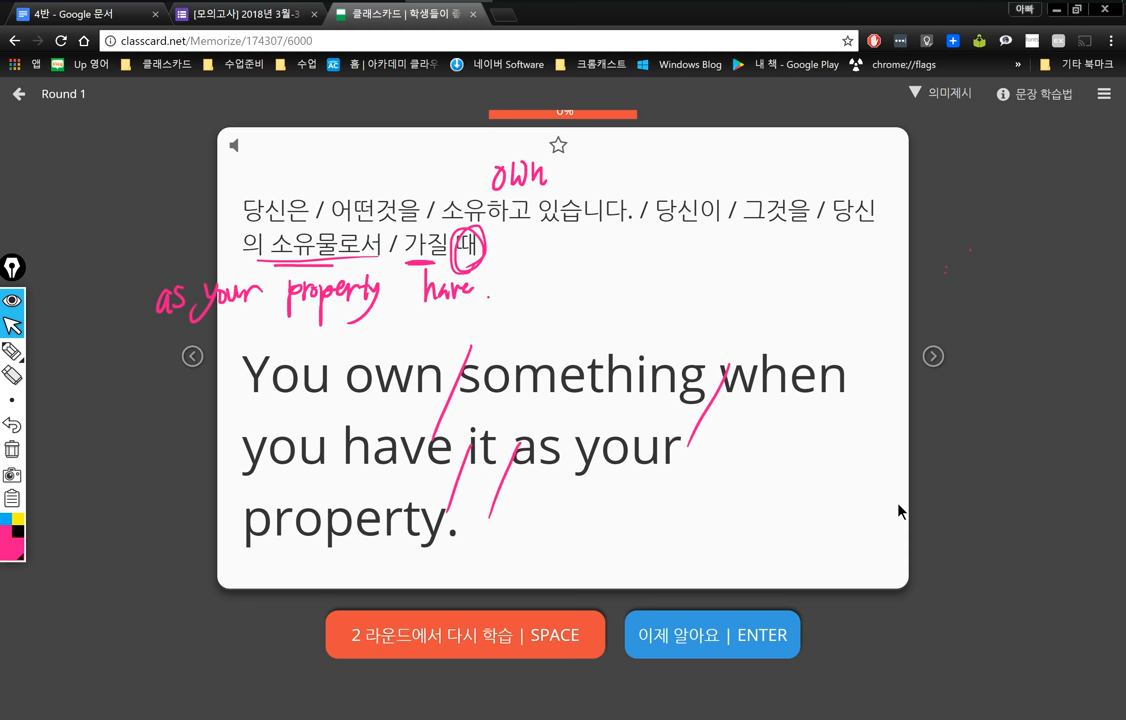 4반 - Google 문서
[모의고사] 2018년 3월-3
클래스카드 | 학생들이 좋
아빠
classcard.net/Memorize/174307/6000
앱 Up 영어 클래스카드 수업준비 수업 홈 | 아카데미 클라우 네이버 Software 크롬캐스트 Windows Blog 내 책 - Google Play chrome://flags » 기타 북마크
Round 1
의미제시
문장 학습법
0%
own
당신은 / 어떤것을 / 소유하고 있습니다. / 당신이 / 그것을 / 당신
의 소유물로서 / 가질 때
as your property have.
You own something when
you have it as your
property.
2 라운드에서 다시 학습 | SPACE
이제 알아요 | ENTER